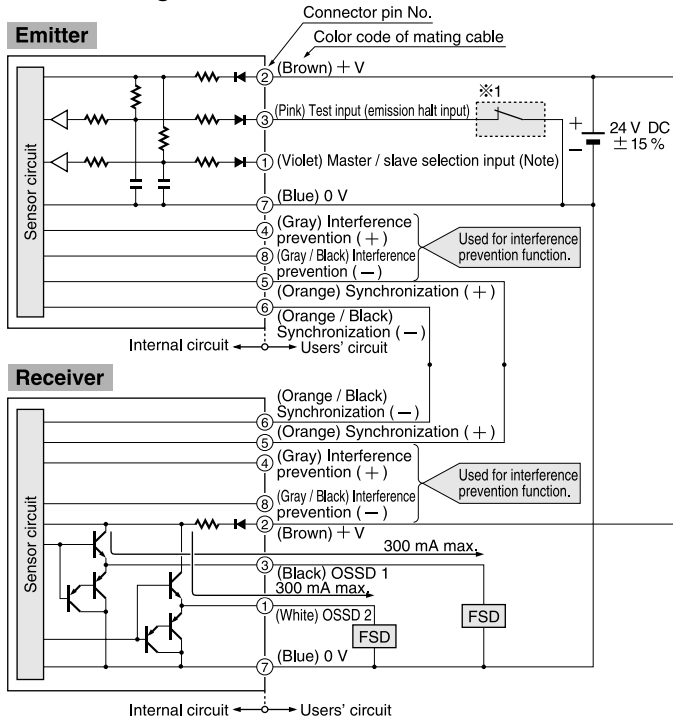 Connector pin No.
Color code of mating cable
Emitter
Sensor circuit
② (Brown) + V
※1
③ (Pink) Test input (emission halt input)
+
−
24 V DC
± 15 %
① (Violet) Master / slave selection input (Note)
⑦ (Blue) 0 V
④ (Gray) Interference
prevention ( + )
⑧ (Gray / Black) Interference
prevention ( − )
Used for interference
prevention function.
⑤ (Orange) Synchronization ( + )
⑥ (Orange / Black)
Synchronization ( − )
Internal circuit
Users' circuit
Receiver
Sensor circuit
(Orange / Black)
⑥ Synchronization ( − )
⑤ (Orange) Synchronization ( + )
④ (Gray) Interference
prevention ( + )
⑧ (Gray / Black) Interference
prevention ( − )
Used for interference
prevention function.
② (Brown) + V
300 mA max.
③ (Black) OSSD 1
300 mA max.
① (White) OSSD 2
FSD
FSD
⑦ (Blue) 0 V
Internal circuit
Users' circuit